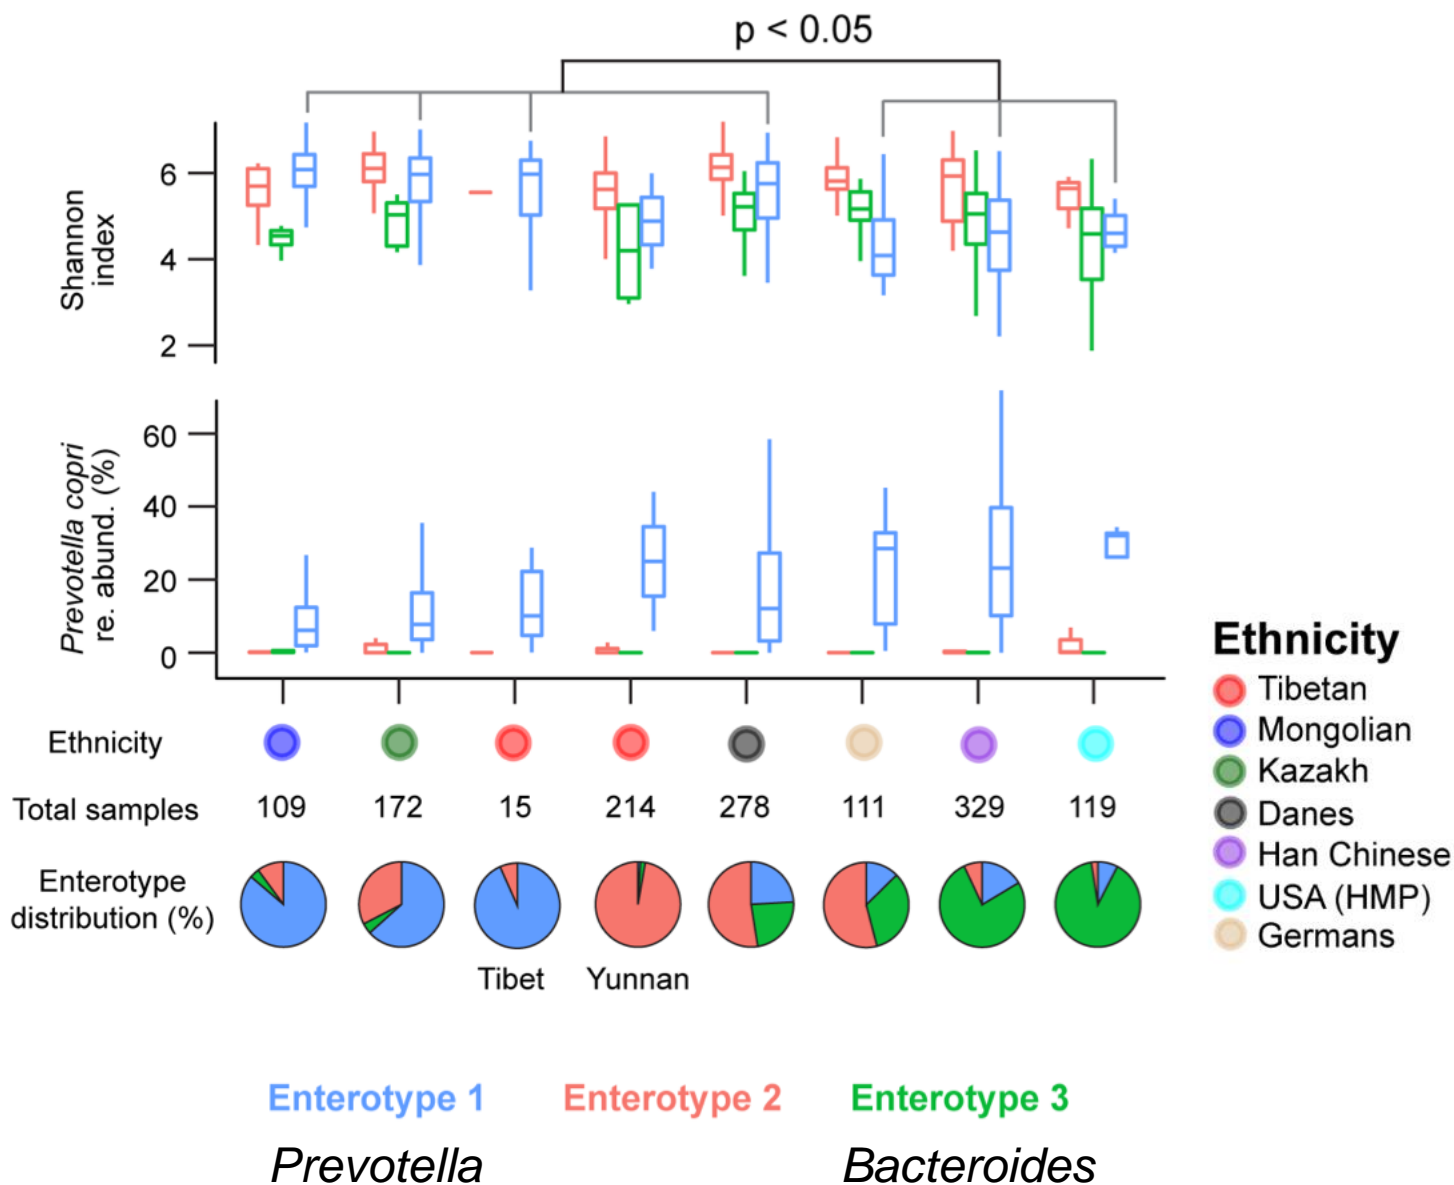 p < 0.05
Shannon
index
6
4
2
Prevotella copri
re. abund. (%)
60
40
20
0
Ethnicity
Total samples 109 172 15 214 278 111 329 119
Enterotype
distribution (%)
Tibet Yunnan
Ethnicity
Tibetan
Mongolian
Kazakh
Danes
Han Chinese
USA (HMP)
Germans
Enterotype 1 Enterotype 2 Enterotype 3
Prevotella Bacteroides